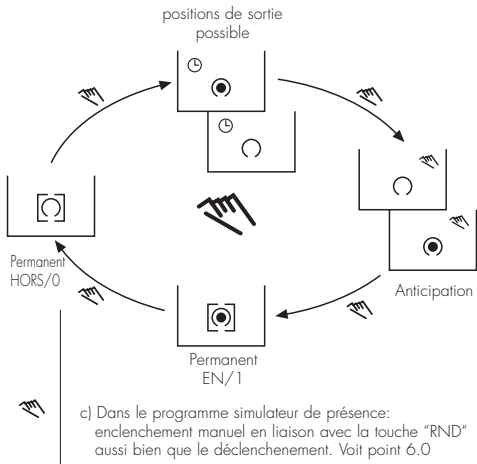 positions de sortie
possible
Anticipation
Permanent
HORS/0
Permanent
EN/1
c) Dans le programme simulateur de présence:
enclenchement manuel en liaison avec la touche "RND"
aussi bien que le déclenchenement. Voit point 6.0